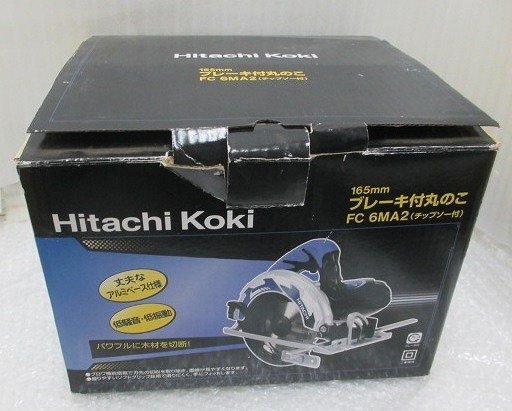 Hitachi Koki
165mm
ブレーキ付丸のこ
FC 6MA2 (チップソー付)
165mm
ブレーキ付丸のこ
FC 6MA2 (チップソー付)
Hitachi Koki
丈夫な
アルミベース仕様
低騒音・低振動
パワフルに木材を切断!